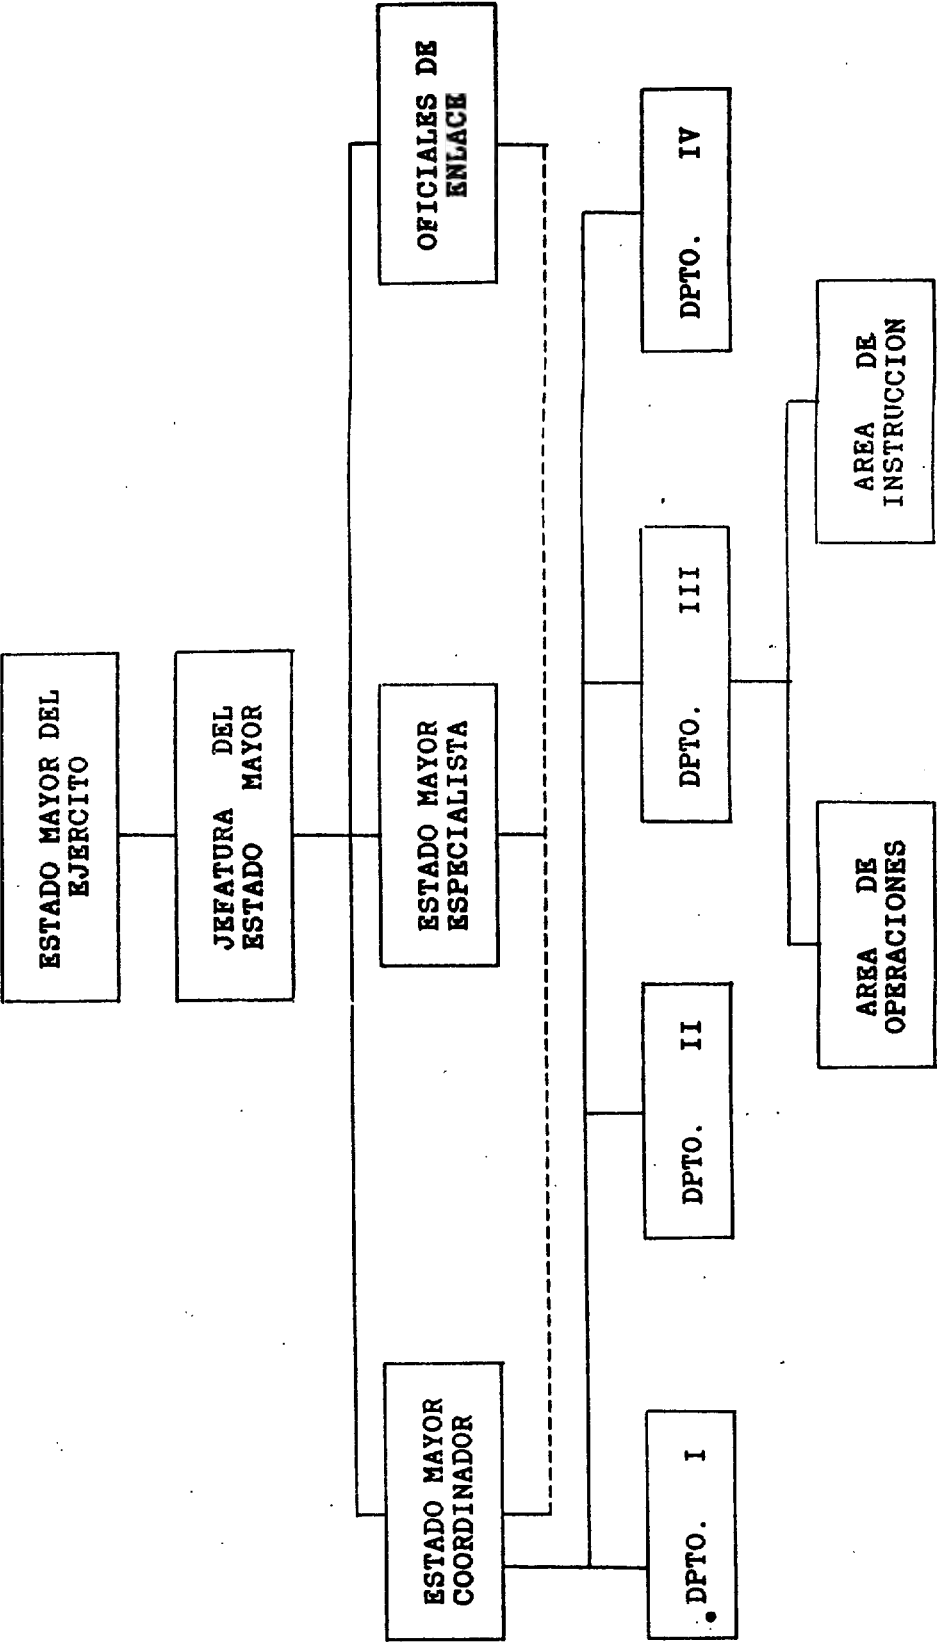 ESTADO MAYOR DEL
EJERCITO
JEFATURA DEL
ESTADO MAYOR
ESTADO MAYOR
COORDINADOR
ESTADO MAYOR
ESPECIALISTA
OFICIALES DE
ENLACE
DPTO. I
DPTO. II
DPTO. III
DPTO. IV
AREA DE
OPERACIONES
AREA DE
INSTRUCCION